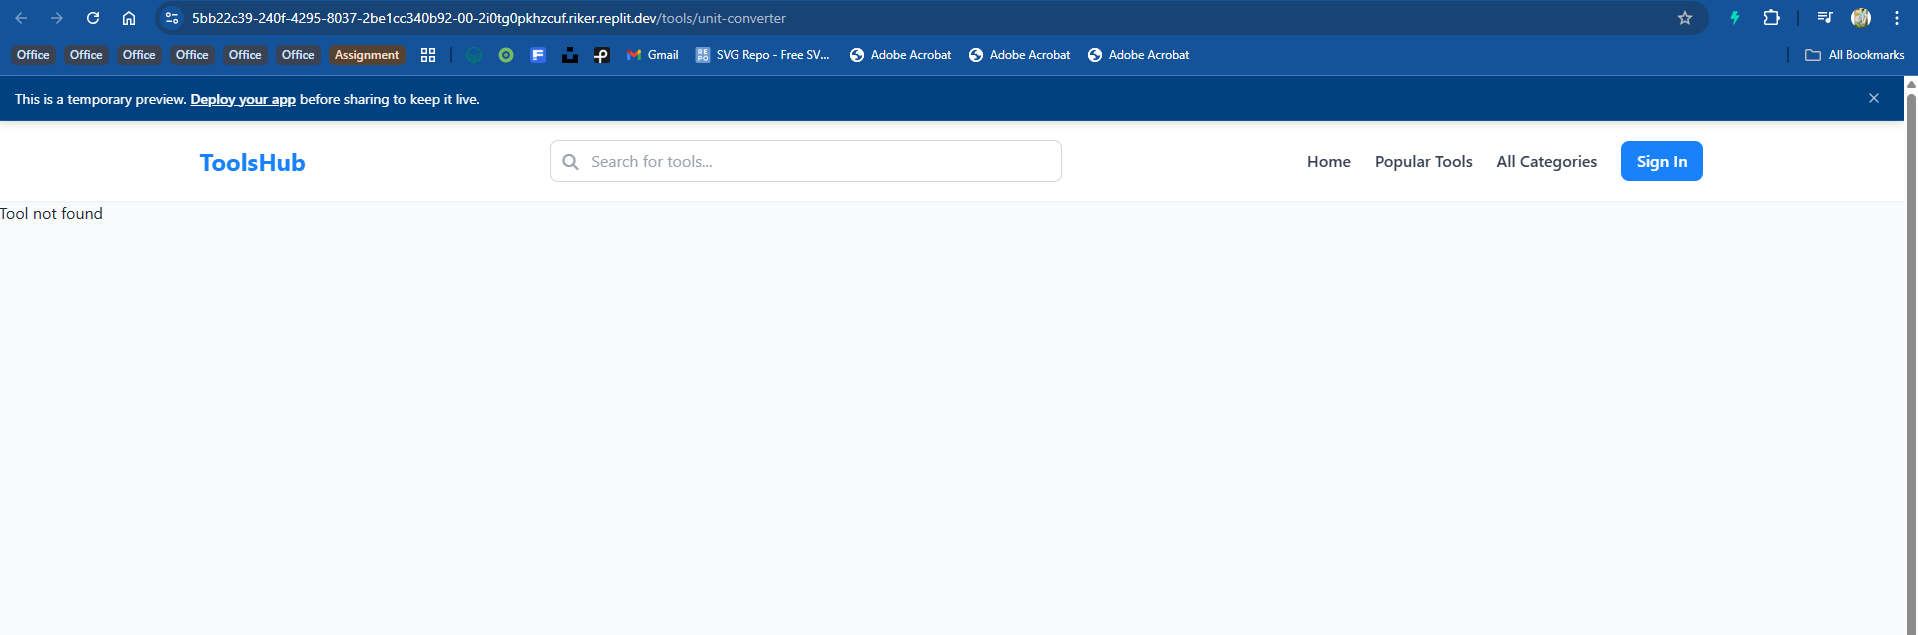 5bb22c39-240f-4295-8037-2be1cc340b92-00-2i0tg0pkhzcuf.riker.replit.dev/tools/unit-converter
Office Office Office Office Office Office Assignment Gmail SVG Repo - Free SV... Adobe Acrobat Adobe Acrobat Adobe Acrobat All Bookmarks
This is a temporary preview. Deploy your app before sharing to keep it live.
ToolsHub Search for tools... Home Popular Tools All Categories Sign In
Tool not found